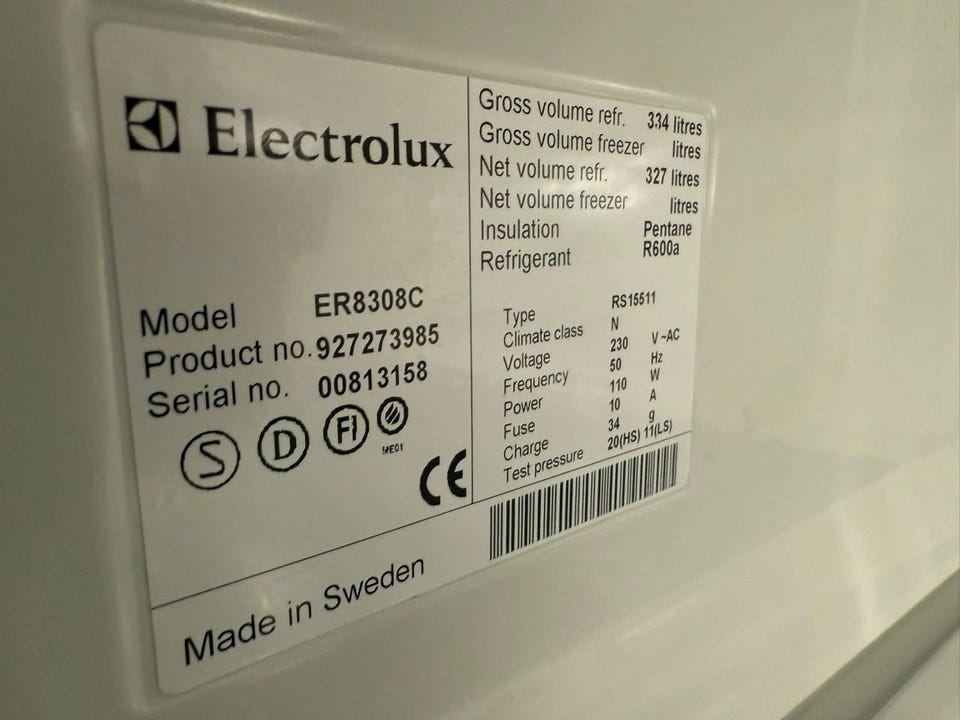 Electrolux
Model ER8308C
Product no. 927273985
Serial no. 00813158
S D FI
CE
Made in Sweden
Gross volume refr. 334 litres
Gross volume freezer litres
Net volume refr. 327 litres
Net volume freezer litres
Insulation Pentane
Refrigerant R600a
Type RS15511
Climate class N
Voltage 230 V ~AC
Frequency 50 Hz
Power 110 W
Fuse 10 A
Charge 34 g
Test pressure 20(HS) 11(LS)